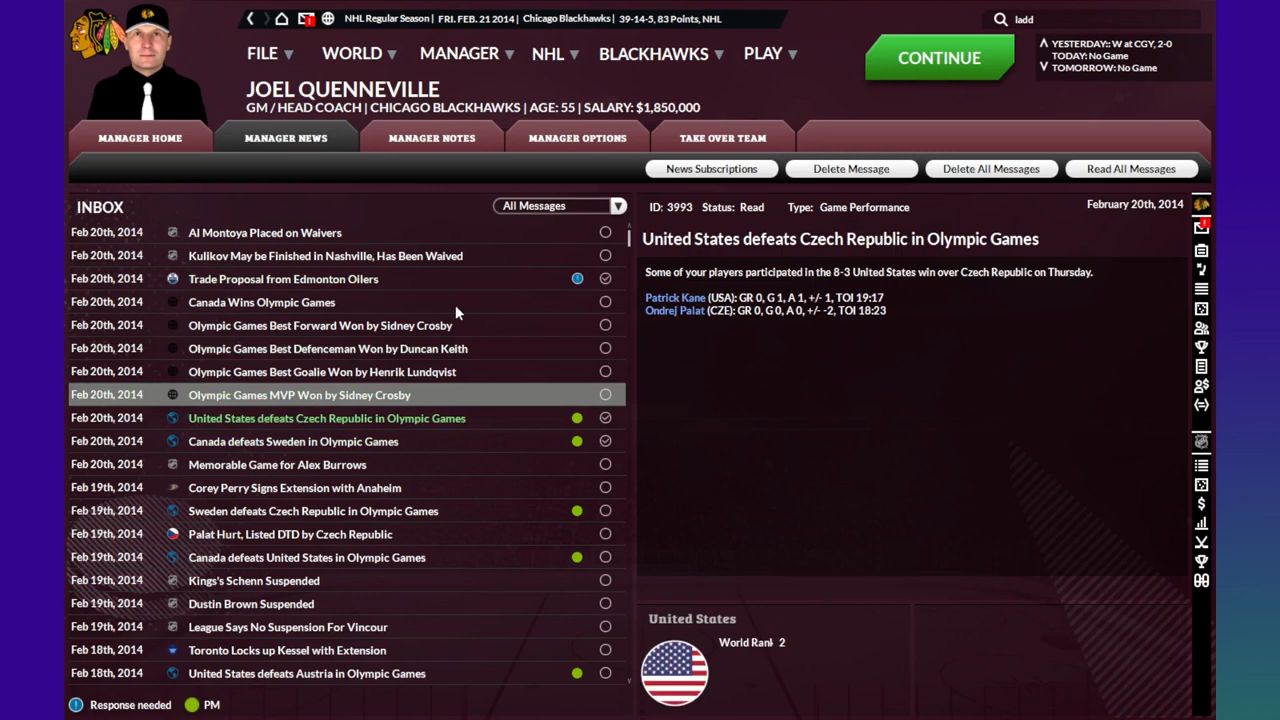 NHL Regular Season | FRI. FEB. 21 2014 | Chicago Blackhawks | 39-14-5, 83 Points, NHL
ladd
FILE
WORLD
MANAGER
NHL
BLACKHAWKS
PLAY
CONTINUE
YESTERDAY:: W at CGY, 2-0
TODAY: No Game
TOMORROW: No Game
JOEL QUENNEVILLE
GM / HEAD COACH | CHICAGO BLACKHAWKS | AGE: 55 | SALARY: $1,850,000
MANAGER HOME
MANAGER NEWS
MANAGER NOTES
MANAGER OPTIONS
TAKE OVER TEAM
News Subscriptions
Delete Message
Delete All Messages
Read All Messages
INBOX
All Messages
Feb 20th, 2014 Al Montoya Placed on Waivers
Feb 20th, 2014 Kulikov May be Finished in Nashville, Has Been Waived
Feb 20th, 2014 Trade Proposal from Edmonton Oilers
Feb 20th, 2014 Canada Wins Olympic Games
Feb 20th, 2014 Olympic Games Best Forward Won by Sidney Crosby
Feb 20th, 2014 Olympic Games Best Defenceman Won by Duncan Keith
Feb 20th, 2014 Olympic Games Best Goalie Won by Henrik Lundqvist
Feb 20th, 2014 Olympic Games MVP Won by Sidney Crosby
Feb 20th, 2014 United States defeats Czech Republic in Olympic Games
Feb 20th, 2014 Canada defeats Sweden in Olympic Games
Feb 20th, 2014 Memorable Game for Alex Burrows
Feb 19th, 2014 Corey Perry Signs Extension with Anaheim
Feb 19th, 2014 Sweden defeats Czech Republic in Olympic Games
Feb 19th, 2014 Palat Hurt, Listed DTD by Czech Republic
Feb 19th, 2014 Canada defeats United States in Olympic Games
Feb 19th, 2014 Kings's Schenn Suspended
Feb 19th, 2014 Dustin Brown Suspended
Feb 19th, 2014 League Says No Suspension For Vincour
Feb 18th, 2014 Toronto Locks up Kessel with Extension
Feb 18th, 2014 United States defeats Austria in Olympic Games
Response needed
PM
ID: 3993 Status: Read Type: Game Performance
February 20th, 2014
United States defeats Czech Republic in Olympic Games
Some of your players participated in the 8-3 United States win over Czech Republic on Thursday.
Patrick Kane (USA): GR 0, G 1, A 1, +/- 1, TOI 19:17
Ondrej Palat (CZE): GR 0, G 0, A 0, +/- -2, TOI 18:23
United States
World Rank 2